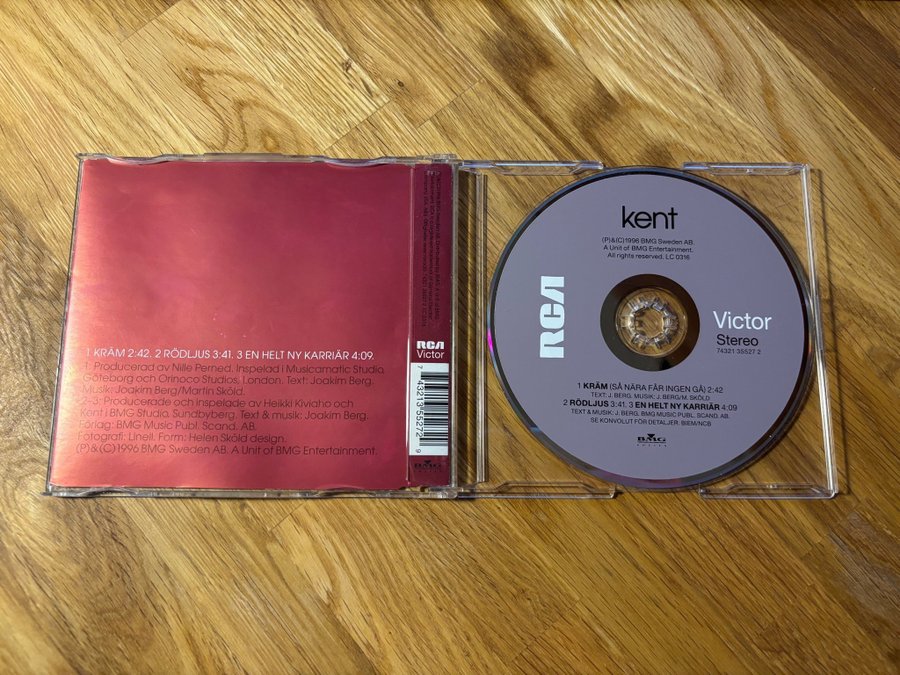 1 KRÄM 2:42. 2 RÖDLJUS 3:41. 3 EN HELT NY KARRIÄR 4:09.
1: Producerad av Nille Perned. Inspelad i Musicamatic Studio,
Göteborg och Orinoco Studios, London. Text: Joakim Berg.
Musik: Joakim Berg/Martin Sköld.
2–3: Producerade och inspelade av Heikki Kiviaho och
Kent i BMG Studio, Sundbyberg. Text & musik: Joakim Berg.
Förlag: BMG Music Publ. Scand. AB.
Fotografi: Linell. Form: Helen Sköld design.
(P)&(C)1996 BMG Sweden AB. A Unit of BMG Entertainment.
RCA
Victor
7 43213 55272 9
BMG
kent
(P)&(C)1996 BMG Sweden AB.
A Unit of BMG Entertainment.
All rights reserved. LC 0316
RCA
Victor
Stereo
74321 35527 2
1 KRÄM (SÅ NÄRA FÅR INGEN GÅ) 2:42
TEXT: J. BERG. MUSIK: J. BERG/M. SKÖLD
2 RÖDLJUS 3:41. 3 EN HELT NY KARRIÄR 4:09
TEXT & MUSIK: J. BERG. BMG MUSIC PUBL. SCAND. AB.
SE KONVOLUT FÖR DETALJER. BIEM/NCB
BMG